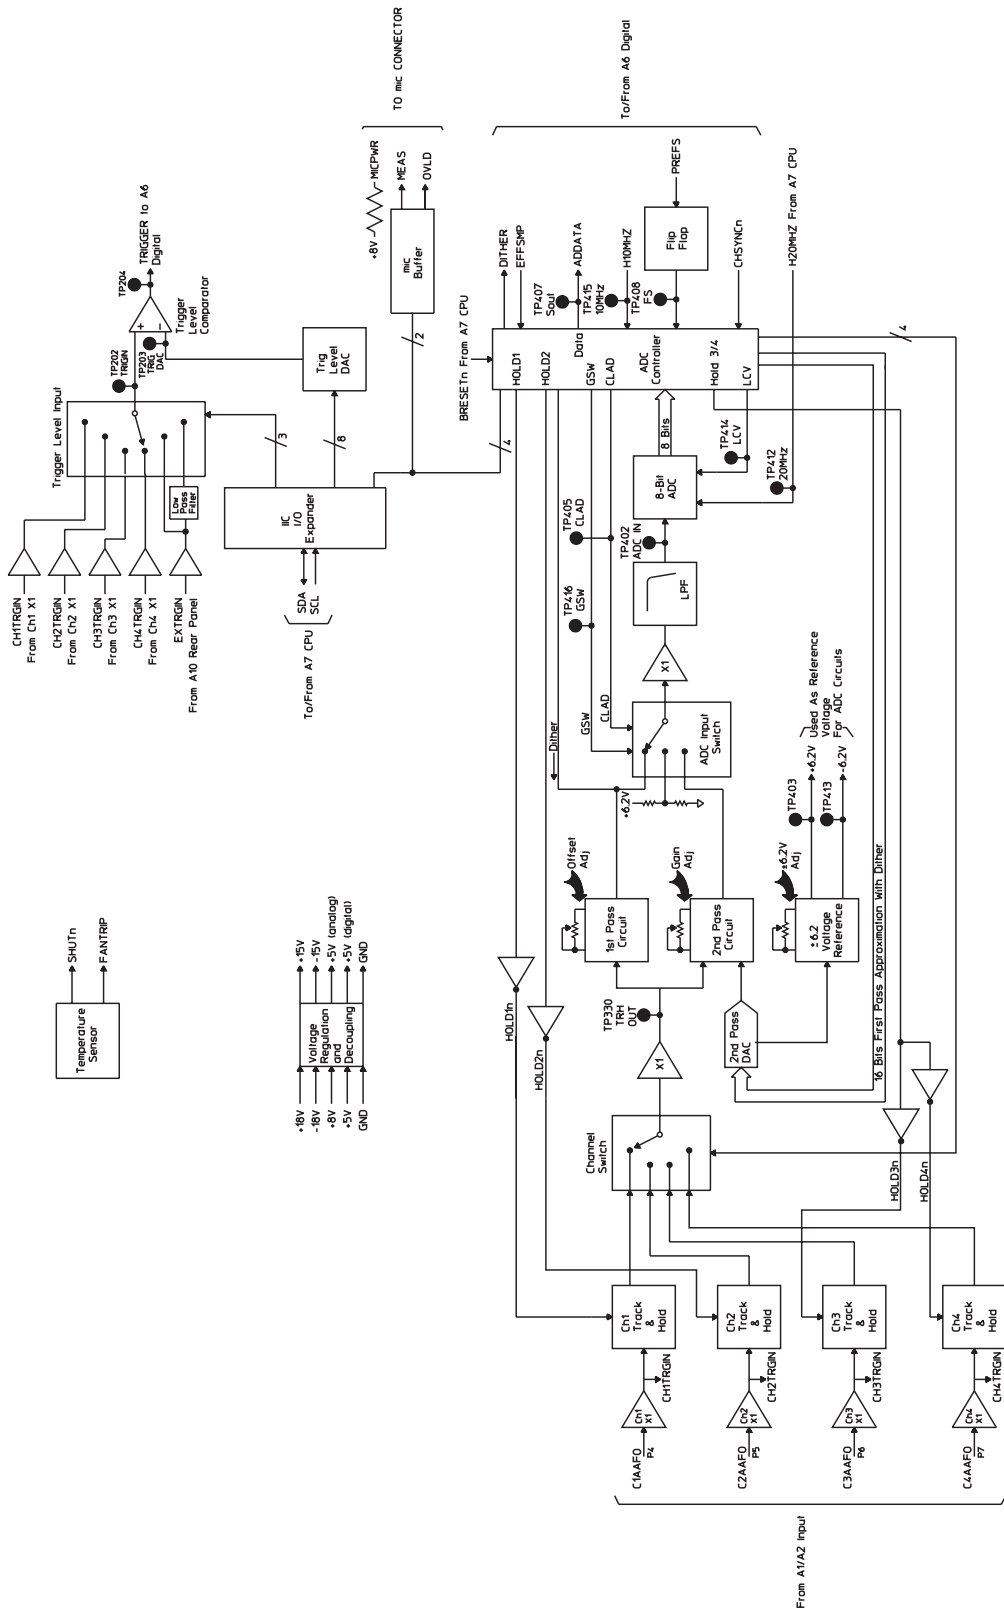 Temperature
Sensor
SHUTn
FANTRIP
+18V
-18V
+8V
+5V
GND
Voltage
Regulation
and
Decoupling
+15V
-15V
+5V (analog)
+5V (digital)
GND
CH1TRGIN
From Ch1 X1
CH2TRGIN
From Ch2 X1
CH3TRGIN
From Ch3 X1
CH4TRGIN
From Ch4 X1
EXTRGIN
From A10 Rear Panel
Low
Pass
Filter
Trigger Level Input
TP202
TRIGIN
TP203
TRIG
DAC
+
-
TP204
TRIGGER to A6
Digital
Trigger
Level
Comparator
SDA
SCL
To/From A7 CPU
IIC
I/O
Expander
3
8
Trig
Level
DAC
2
+8V
MICPWR
mic
Buffer
MEAS
OVLD
TO mic CONNECTOR
BRESETn From A7 CPU
4
HOLD1
HOLD2
Data
GSW
CLAD
ADC
Controller
Hold 3/4
LCV
DITHER
EFFSMP
TP407
Sout
ADDATA
TP415
10MHz
H10MHZ
TP408
FS
Flip
Flop
PREFS
CHSYNCn
H20MHZ From A7 CPU
To/From A6 Digital
4
HOLD1n
HOLD2n
Dither
GSW
CLAD
TP416
GSW
TP405
CLAD
TP402
ADC IN
8-Bit
ADC
8 Bits
TP414
LCV
TP412
20MHz
LPF
X1
ADC Input
Switch
+6.2V
Offset
Adj
1st Pass
Circuit
Gain
Adj
2nd Pass
Circuit
±6.2V
Adj
±6.2
Voltage
Reference
TP403
+6.2V
TP413
-6.2V
Used As Reference
Voltage
For ADC Circuits
TP330
TRH
OUT
X1
2nd Pass
DAC
16 Bits First Pass Approximation With Dither
Channel
Switch
HOLD3n
HOLD4n
From A1/A2 Input
C1AAFO
P4
Ch1
X1
CH1TRGIN
Ch1
Track
&
Hold
C2AAFO
P5
Ch2
X1
CH2TRGIN
Ch2
Track
&
Hold
C3AAFO
P6
Ch3
X1
CH3TRGIN
Ch3
Track
&
Hold
C4AAFO
P7
Ch4
X1
CH4TRGIN
Ch4
Track
&
Hold